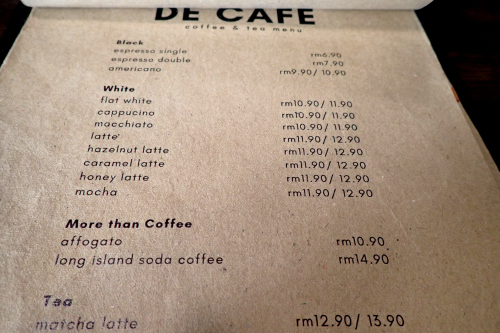 DE CAFE
coffee & tea menu
Black
espresso single rm6.90
espresso double rm7.90
americano rm9.90/ 10.90
White
flat white rm10.90/ 11.90
cappucino rm10.90/ 11.90
macchiato rm10.90/ 11.90
latte rm11.90/ 12.90
hazelnut latte rm11.90/ 12.90
caramel latte rm11.90/ 12.90
honey latte rm11.90/ 12.90
mocha rm11.90/ 12.90
More than Coffee
affogato rm10.90
long island soda coffee rm14.90
Tea
matcha latte rm12.90/ 13.90